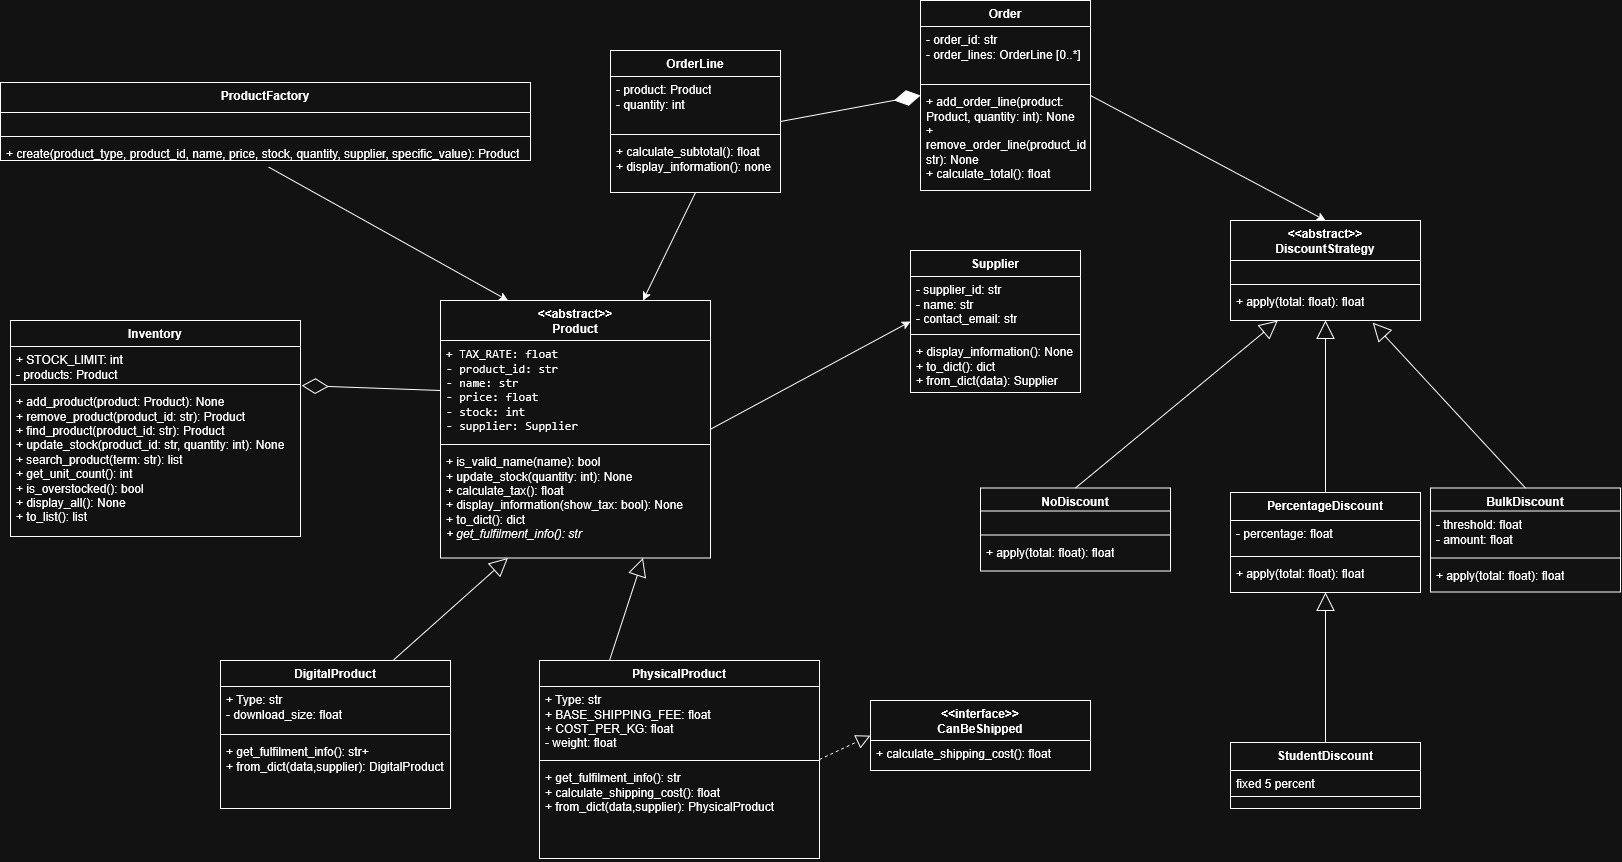 Order
- order_id: str
- order_lines: OrderLine [0..*]
+ add_order_line(product:
Product, quantity: int): None
+
remove_order_line(product_id
str): None
+ calculate_total(): float
OrderLine
- product: Product
- quantity: int
+ calculate_subtotal(): float
+ display_information(): none
ProductFactory
+ create(product_type, product_id, name, price, stock, quantity, supplier, specific_value): Product
<<abstract>>
DiscountStrategy
+ apply(total: float): float
Supplier
- supplier_id: str
- name: str
- contact_email: str
+ display_information(): None
+ to_dict(): dict
+ from_dict(data): Supplier
<<abstract>>
Product
+ TAX_RATE: float
- product_id: str
- name: str
- price: float
- stock: int
- supplier: Supplier
+ is_valid_name(name): bool
+ update_stock(quantity: int): None
+ calculate_tax(): float
+ display_information(show_tax: bool): None
+ to_dict(): dict
+ get_fulfilment_info(): str
Inventory
+ STOCK_LIMIT: int
- products: Product
+ add_product(product: Product): None
+ remove_product(product_id: str): Product
+ find_product(product_id: str): Product
+ update_stock(product_id: str, quantity: int): None
+ search_product(term: str): list
+ get_unit_count(): int
+ is_overstocked(): bool
+ display_all(): None
+ to_list(): list
NoDiscount
+ apply(total: float): float
PercentageDiscount
- percentage: float
+ apply(total: float): float
BulkDiscount
- threshold: float
- amount: float
+ apply(total: float): float
DigitalProduct
+ Type: str
- download_size: float
+ get_fulfilment_info(): str+
+ from_dict(data,supplier): DigitalProduct
PhysicalProduct
+ Type: str
+ BASE_SHIPPING_FEE: float
+ COST_PER_KG: float
- weight: float
+ get_fulfilment_info(): str
+ calculate_shipping_cost(): float
+ from_dict(data,supplier): PhysicalProduct
<<interface>>
CanBeShipped
+ calculate_shipping_cost(): float
StudentDiscount
fixed 5 percent